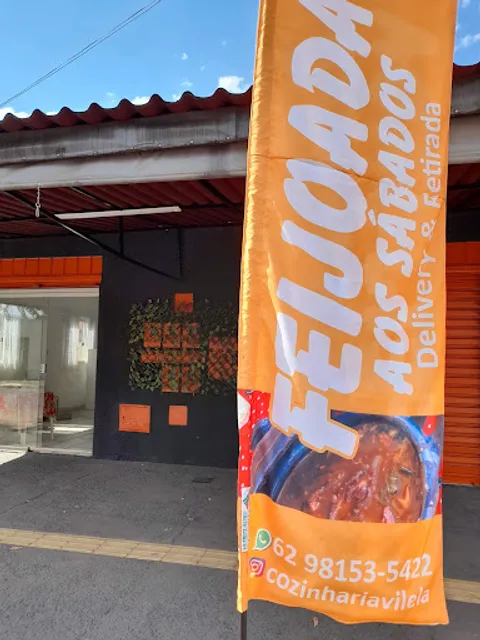 FEIJOADA
AOS SÁBADOS
Delivery & Retirada
62 98153-5422
cozinhariavilela